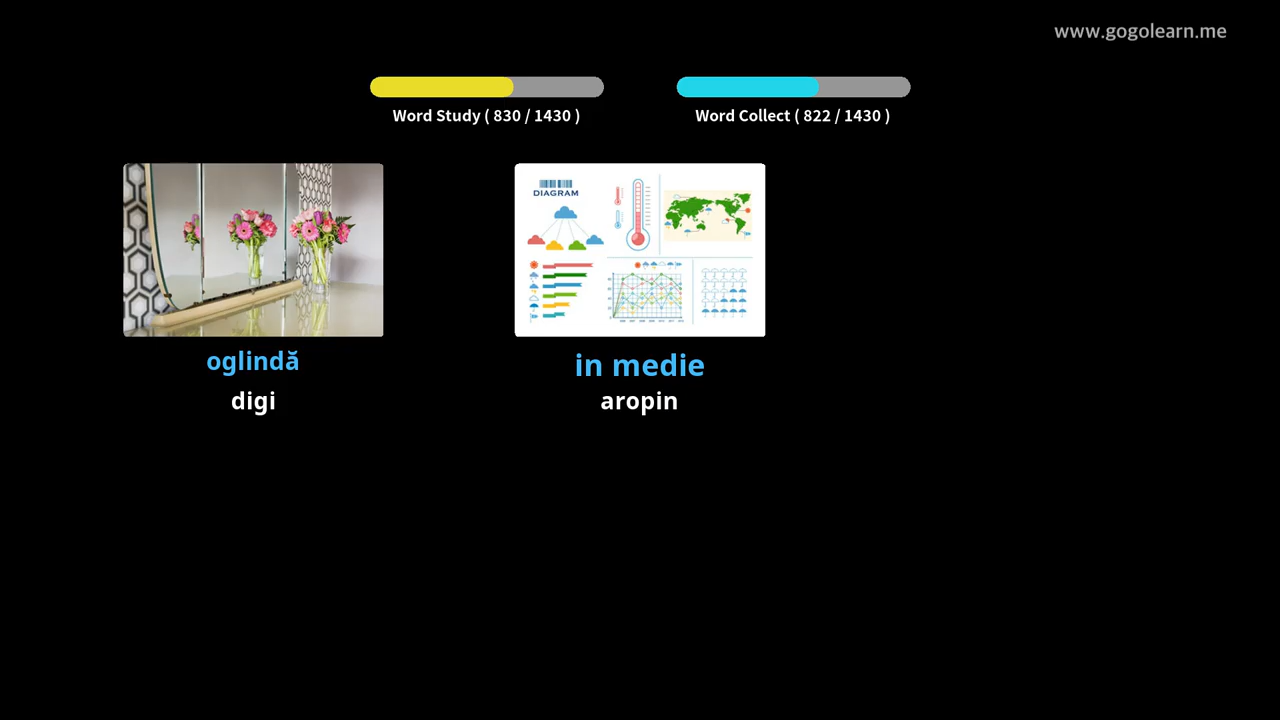 www.gogolearn.me
Word Study ( 830 / 1430 )
Word Collect ( 822 / 1430 )
DIAGRAM
oglindă
in medie
digi
aropin